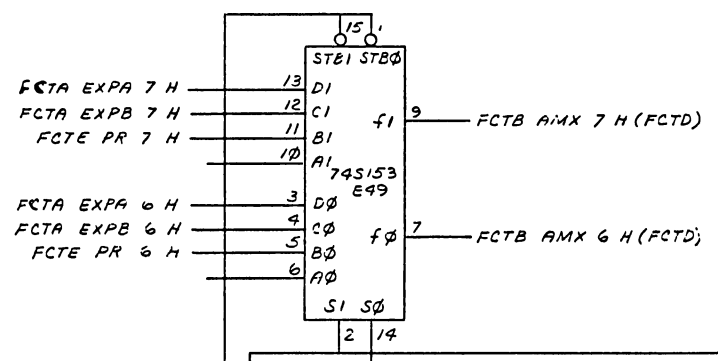 15 1
STB1 STBØ
FCTA EXPA 7 H 13 D1
FCTA EXPB 7 H 12 C1
f1 9 FCTB AMX 7 H (FCTD)
FCTE PR 7 H 11 B1
1Ø A1
74S153
E49
FCTA EXPA 6 H 3 DØ
FCTA EXPB 6 H 4 CØ
fØ 7 FCTB AMX 6 H (FCTD)
FCTE PR 6 H 5 BØ
6 AØ
S1 SØ
2 14